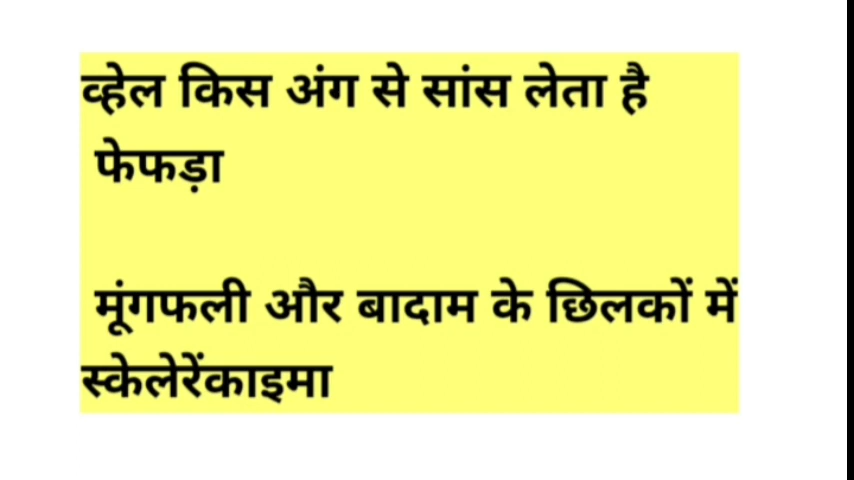 व्हेल किस अंग से सांस लेता है
फेफड़ा
मूंगफली और बादाम के छिलकों में
स्केलेरेंकाइमा